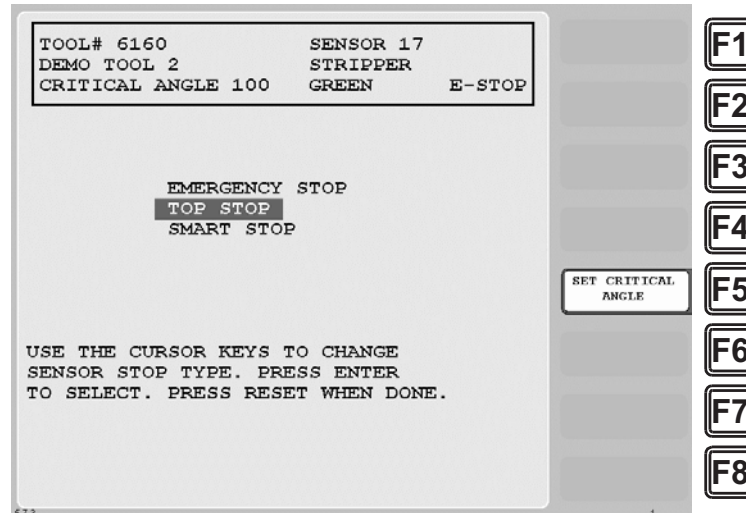 TOOL# 6160 SENSOR 17
DEMO TOOL 2 STRIPPER
CRITICAL ANGLE 100 GREEN E-STOP
EMERGENCY STOP
TOP STOP
SMART STOP
USE THE CURSOR KEYS TO CHANGE
SENSOR STOP TYPE. PRESS ENTER
TO SELECT. PRESS RESET WHEN DONE.
SET CRITICAL
ANGLE
F1
F2
F3
F4
F5
F6
F7
F8